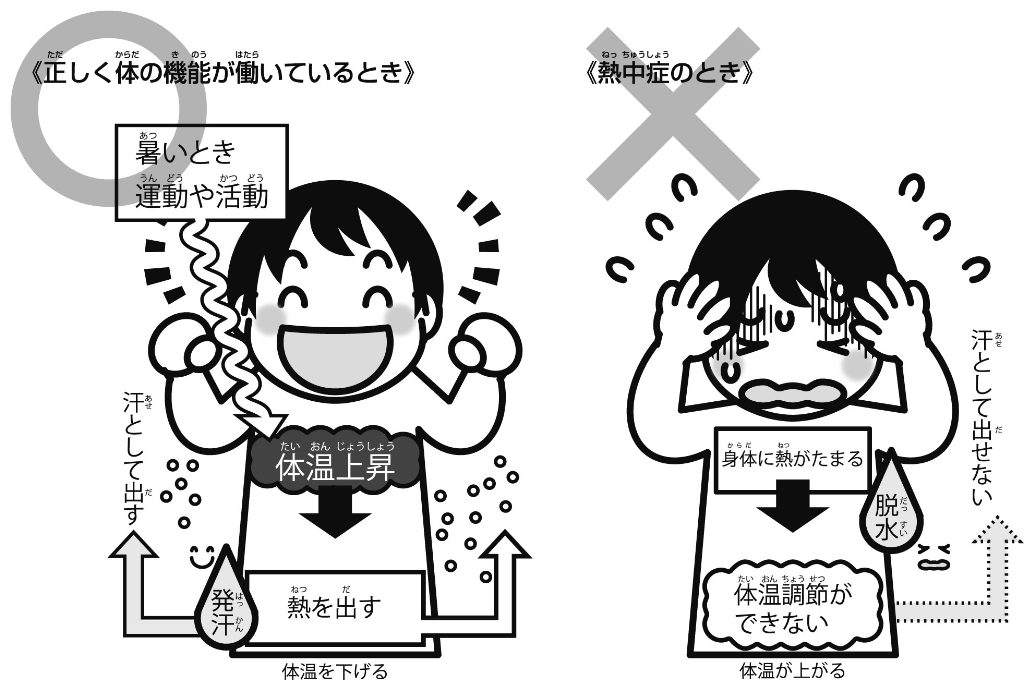 《正しく体の機能が働いているとき》
暑いとき
運動や活動
体温上昇
汗として出す
発汗
熱を出す
体温を下げる
《熱中症のとき》
身体に熱がたまる
汗として出せない
脱水
体温調節が
できない
体温が上がる